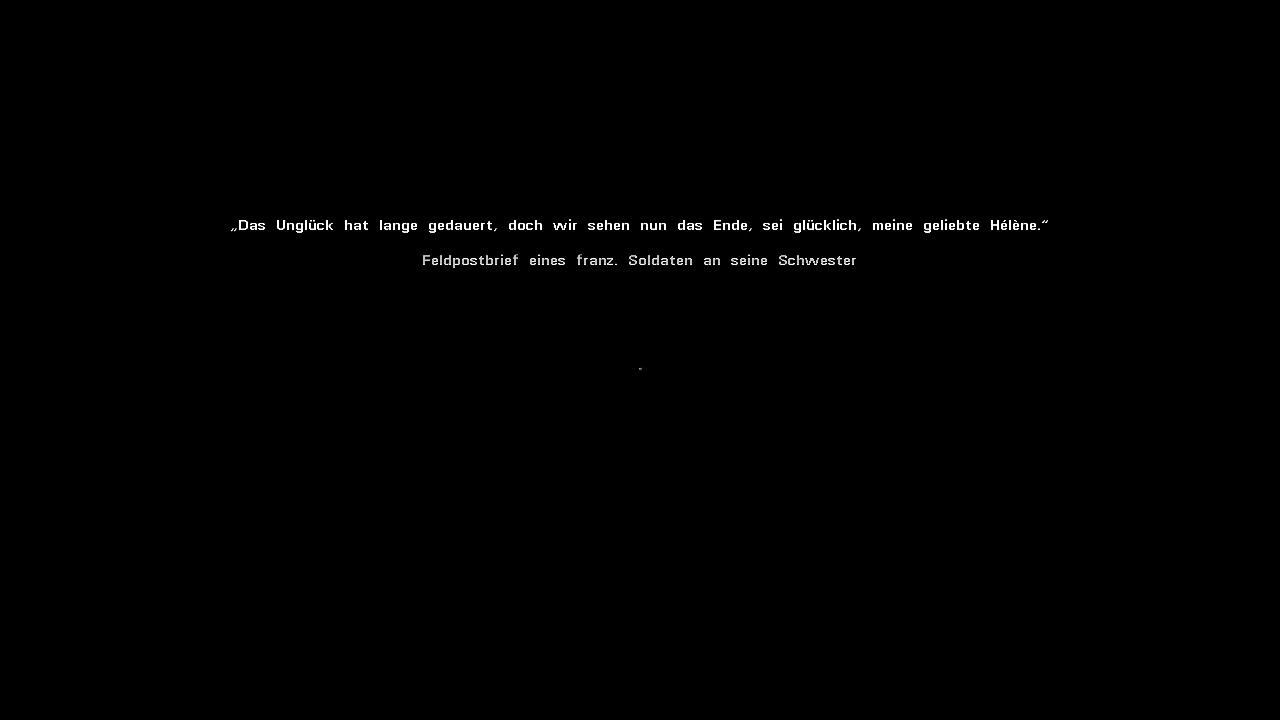 „Das Unglück hat lange gedauert, doch wir sehen nun das Ende, sei glücklich, meine geliebte Hélène.“
Feldpostbrief eines franz. Soldaten an seine Schwester